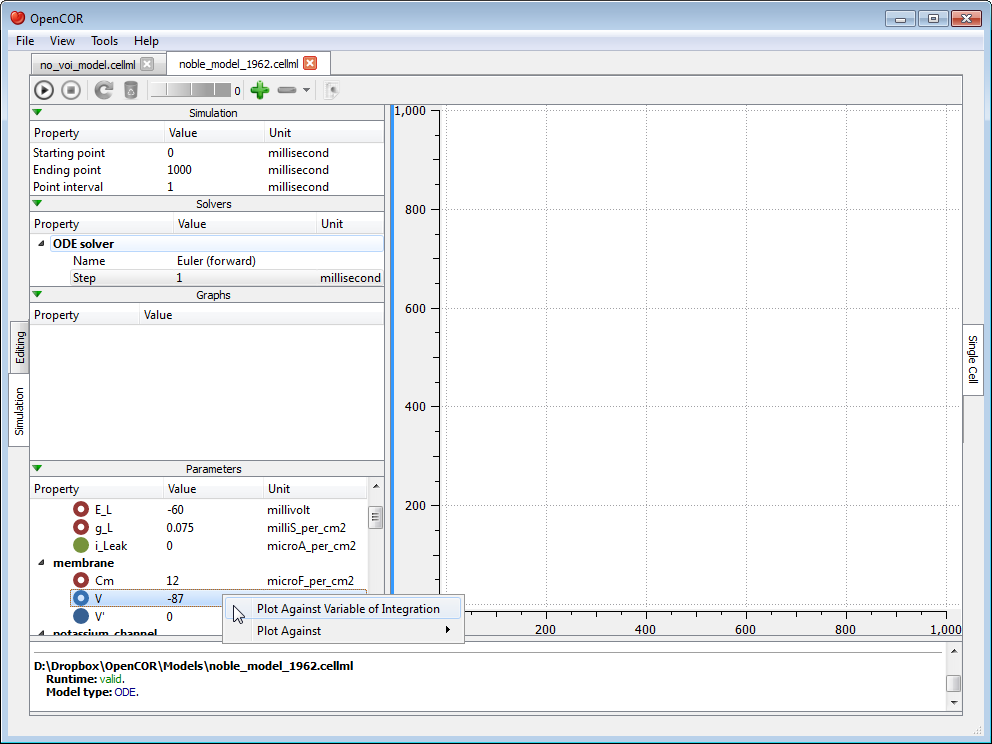 OpenCOR
File View Tools Help
no_voi_model.cellml noble_model_1962.cellml
0
Simulation
Property Value Unit
Starting point 0 millisecond
Ending point 1000 millisecond
Point interval 1 millisecond
Solvers
Property Value Unit
ODE solver
Name Euler (forward)
Step 1 millisecond
Graphs
Property Value
Editing
Simulation
Parameters
Property Value Unit
E_L -60 millivolt
g_L 0.075 milliS_per_cm2
i_Leak 0 microA_per_cm2
membrane
Cm 12 microF_per_cm2
V -87
V' 0
potassium_channel
Plot Against Variable of Integration
Plot Against
1,000
800
600
400
200
200 400 600 800 1,000
Single Cell
D:\Dropbox\OpenCOR\Models\noble_model_1962.cellml
Runtime: valid.
Model type: ODE.